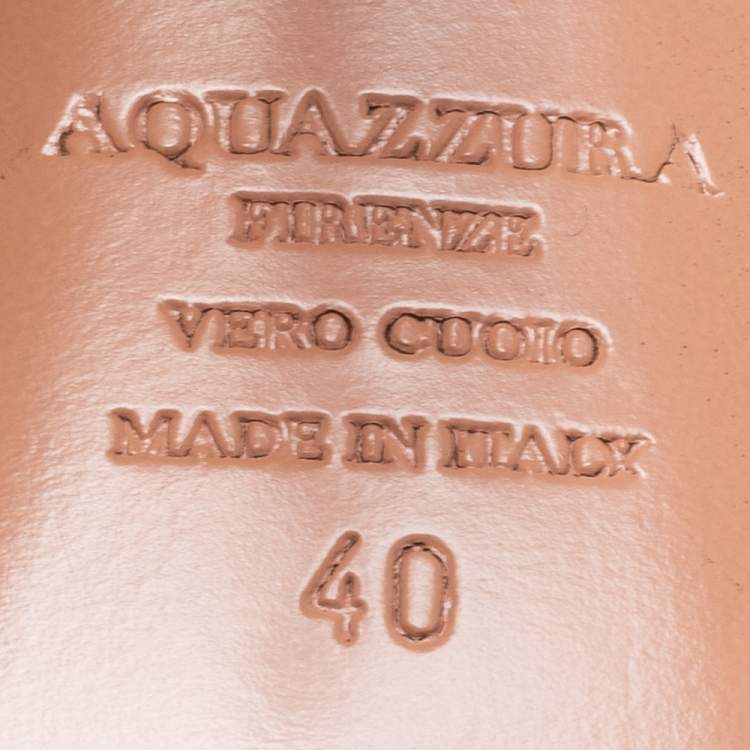 AQUAZZURA
FIRENZE
VERO CUOIO
MADE IN ITALY
40